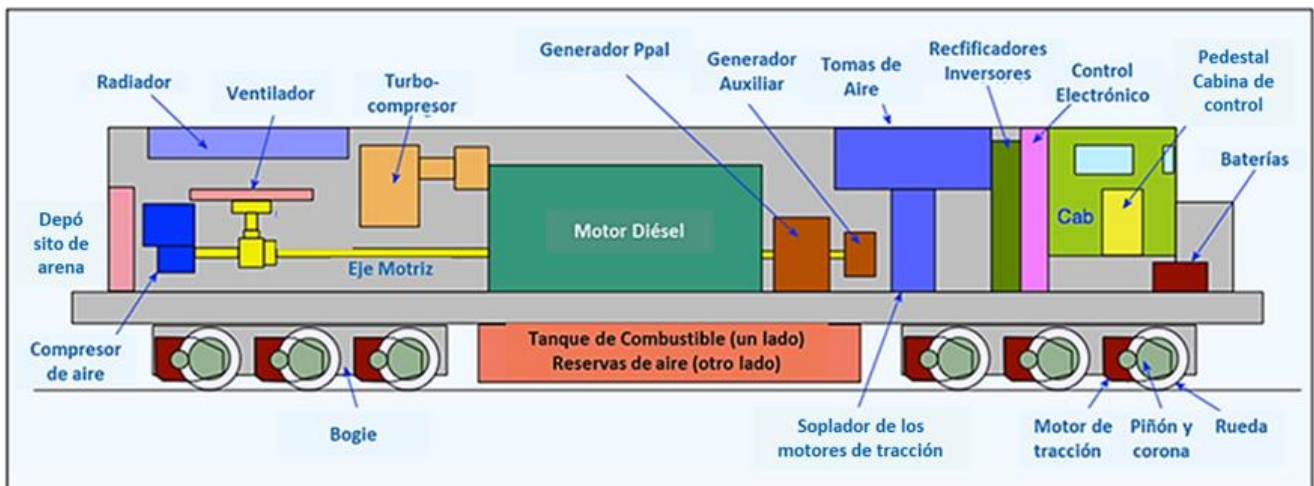 Radiador
Ventilador
Turbo-
compresor
Generador Ppal
Generador
Auxiliar
Tomas de
Aire
Recfificadores
Inversores
Control
Electrónico
Pedestal
Cabina de
control
Baterías
Depó
sito de
arena
Eje Motriz
Motor Diésel
Cab
Compresor
de aire
Bogie
Tanque de Combustible (un lado)
Reservas de aire (otro lado)
Soplador de los
motores de tracción
Motor de
tracción
Piñón y
corona
Rueda